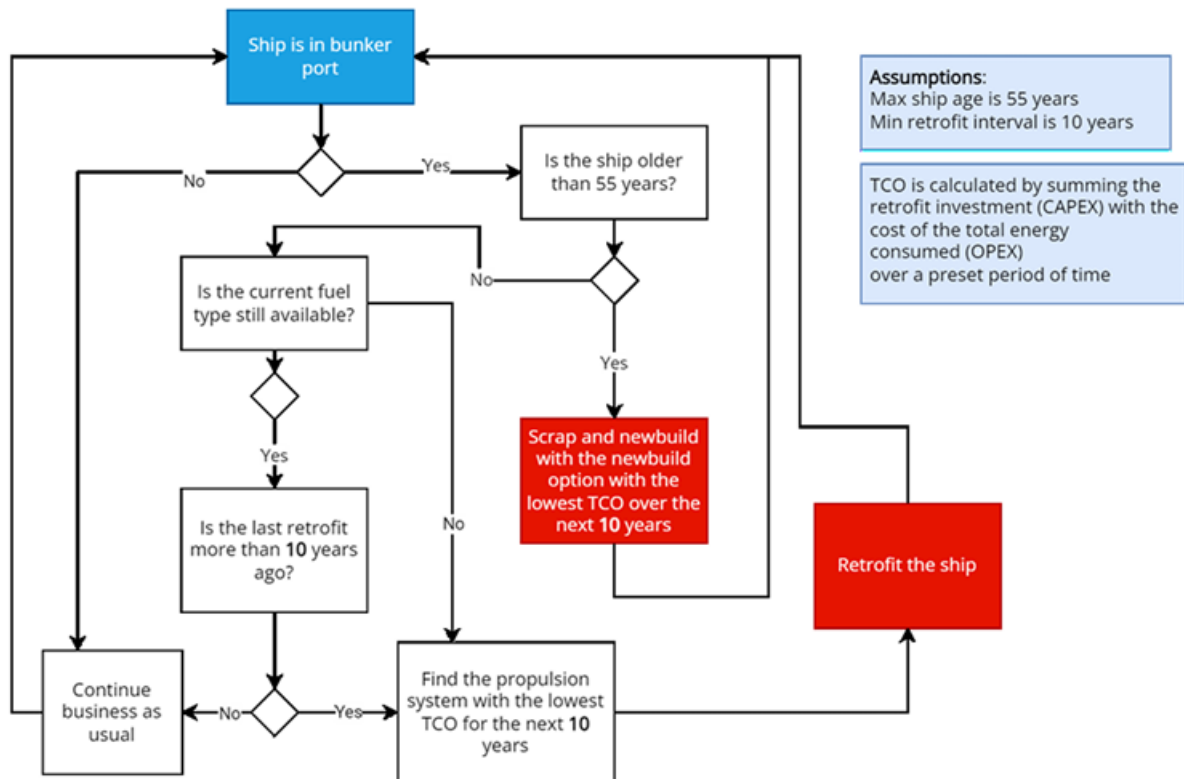 Ship is in bunker
port
Assumptions:
Max ship age is 55 years
Min retrofit interval is 10 years
No
Yes
Is the ship older
than 55 years?
TCO is calculated by summing the
retrofit investment (CAPEX) with the
cost of the total energy
consumed (OPEX)
over a preset period of time
Is the current fuel
type still available?
No
Yes
Scrap and newbuild
with the newbuild
option with the
lowest TCO over the
next 10 years
Yes
No
Is the last retrofit
more than 10 years
ago?
Retrofit the ship
Continue
business as
usual
No
Yes
Find the propulsion
system with the lowest
TCO for the next 10
years